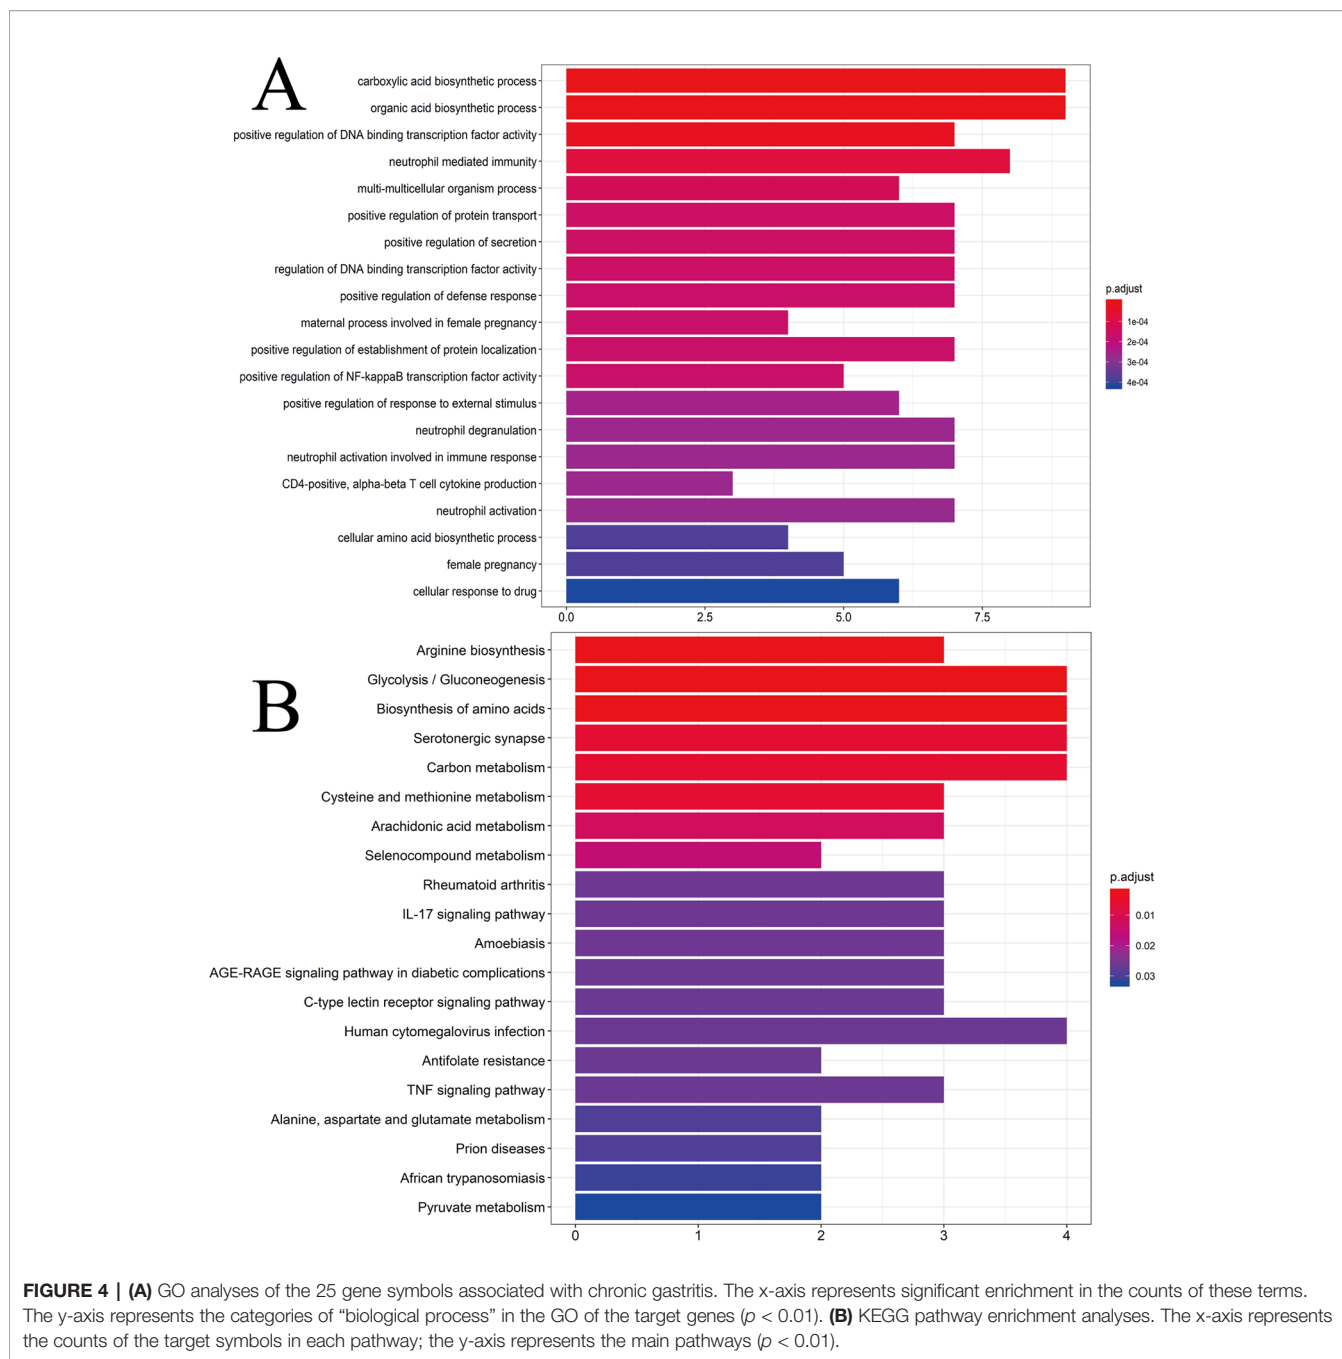 A
carboxylic acid biosynthetic process
organic acid biosynthetic process
positive regulation of DNA binding transcription factor activity
neutrophil mediated immunity
multi-multicellular organism process
positive regulation of protein transport
positive regulation of secretion
regulation of DNA binding transcription factor activity
positive regulation of defense response
maternal process involved in female pregnancy
positive regulation of establishment of protein localization
positive regulation of NF-kappaB transcription factor activity
positive regulation of response to external stimulus
neutrophil degranulation
neutrophil activation involved in immune response
CD4-positive, alpha-beta T cell cytokine production
neutrophil activation
cellular amino acid biosynthetic process
female pregnancy
cellular response to drug
0.0 2.5 5.0 7.5
p.adjust
1e-04
2e-04
3e-04
4e-04
B
Arginine biosynthesis
Glycolysis / Gluconeogenesis
Biosynthesis of amino acids
Serotonergic synapse
Carbon metabolism
Cysteine and methionine metabolism
Arachidonic acid metabolism
Selenocompound metabolism
Rheumatoid arthritis
IL-17 signaling pathway
Amoebiasis
AGE-RAGE signaling pathway in diabetic complications
C-type lectin receptor signaling pathway
Human cytomegalovirus infection
Antifolate resistance
TNF signaling pathway
Alanine, aspartate and glutamate metabolism
Prion diseases
African trypanosomiasis
Pyruvate metabolism
0 1 2 3 4
p.adjust
0.01
0.02
0.03
FIGURE 4 | (A) GO analyses of the 25 gene symbols associated with chronic gastritis. The x-axis represents significant enrichment in the counts of these terms.
The y-axis represents the categories of “biological process” in the GO of the target genes (p < 0.01). (B) KEGG pathway enrichment analyses. The x-axis represents
the counts of the target symbols in each pathway; the y-axis represents the main pathways (p < 0.01).